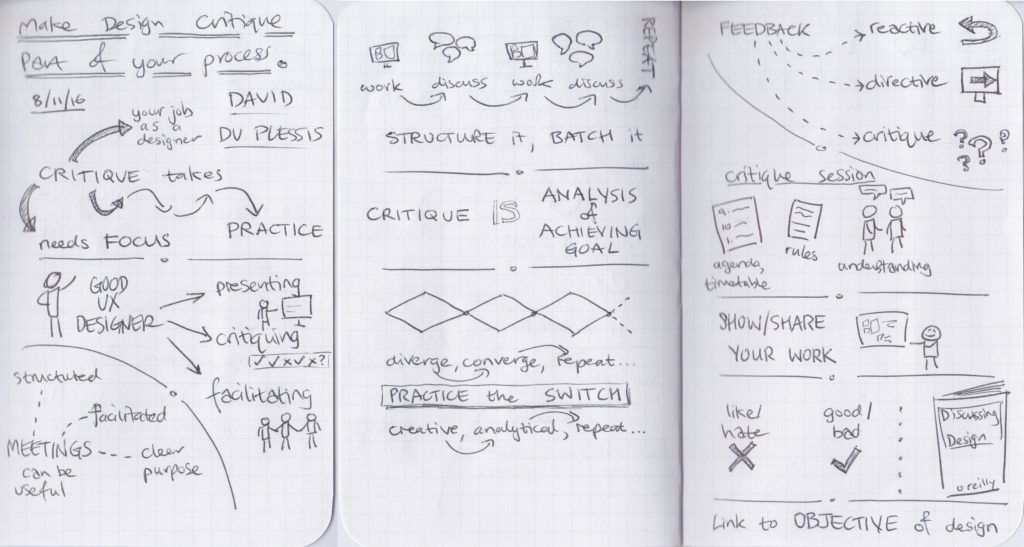 Make Design Critique
Part of your process.
8/11/16
DAVID
DU PLESSIS
your job
as a
designer
CRITIQUE takes
PRACTICE
needs FOCUS
GOOD
UX
DESIGNER
presenting
critiquing
✓✓x✓x?
facilitating
structured
facilitated
MEETINGS
clear
purpose
can be
useful
work discuss work discuss
REPEAT
STRUCTURE it, BATCH it
CRITIQUE IS
ANALYSIS
of
ACHIEVING
GOAL
diverge, converge, repeat...
PRACTICE the SWITCH
creative, analytical, repeat...
FEEDBACK
reactive
directive
critique
? ? ? ?
critique session
agenda,
timetable
rules
understanding
SHOW/SHARE
YOUR WORK
like/
hate
good/
bad
Discussing
Design
oreilly
Link to OBJECTIVE of design